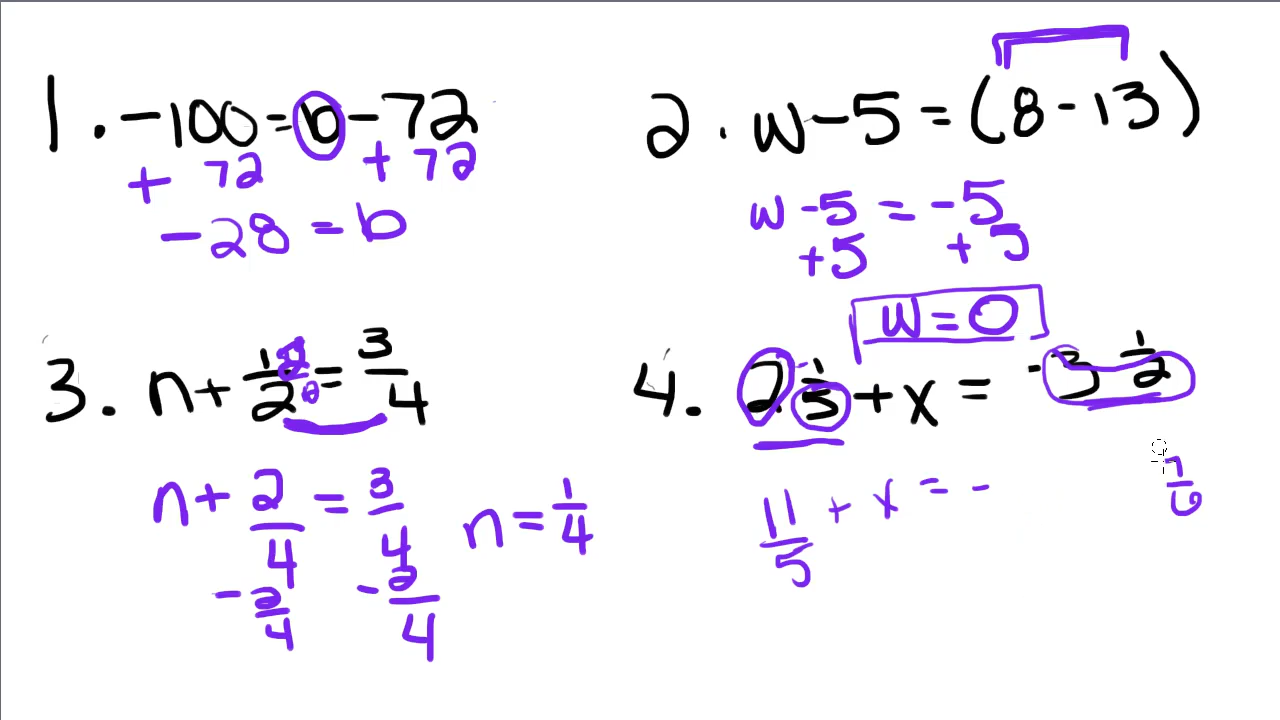 1. -100 = b - 72
+ 72 + 72
-28 = b
2. w - 5 = (8 - 13)
w - 5 = -5
+5 +5
w = 0
3. n + 1/2 = 3/4
n + 2/4 = 3/4
- 2/4 - 2/4
n = 1/4
4. 2 1/5 + x = -3 1/2
11/5 + x = -